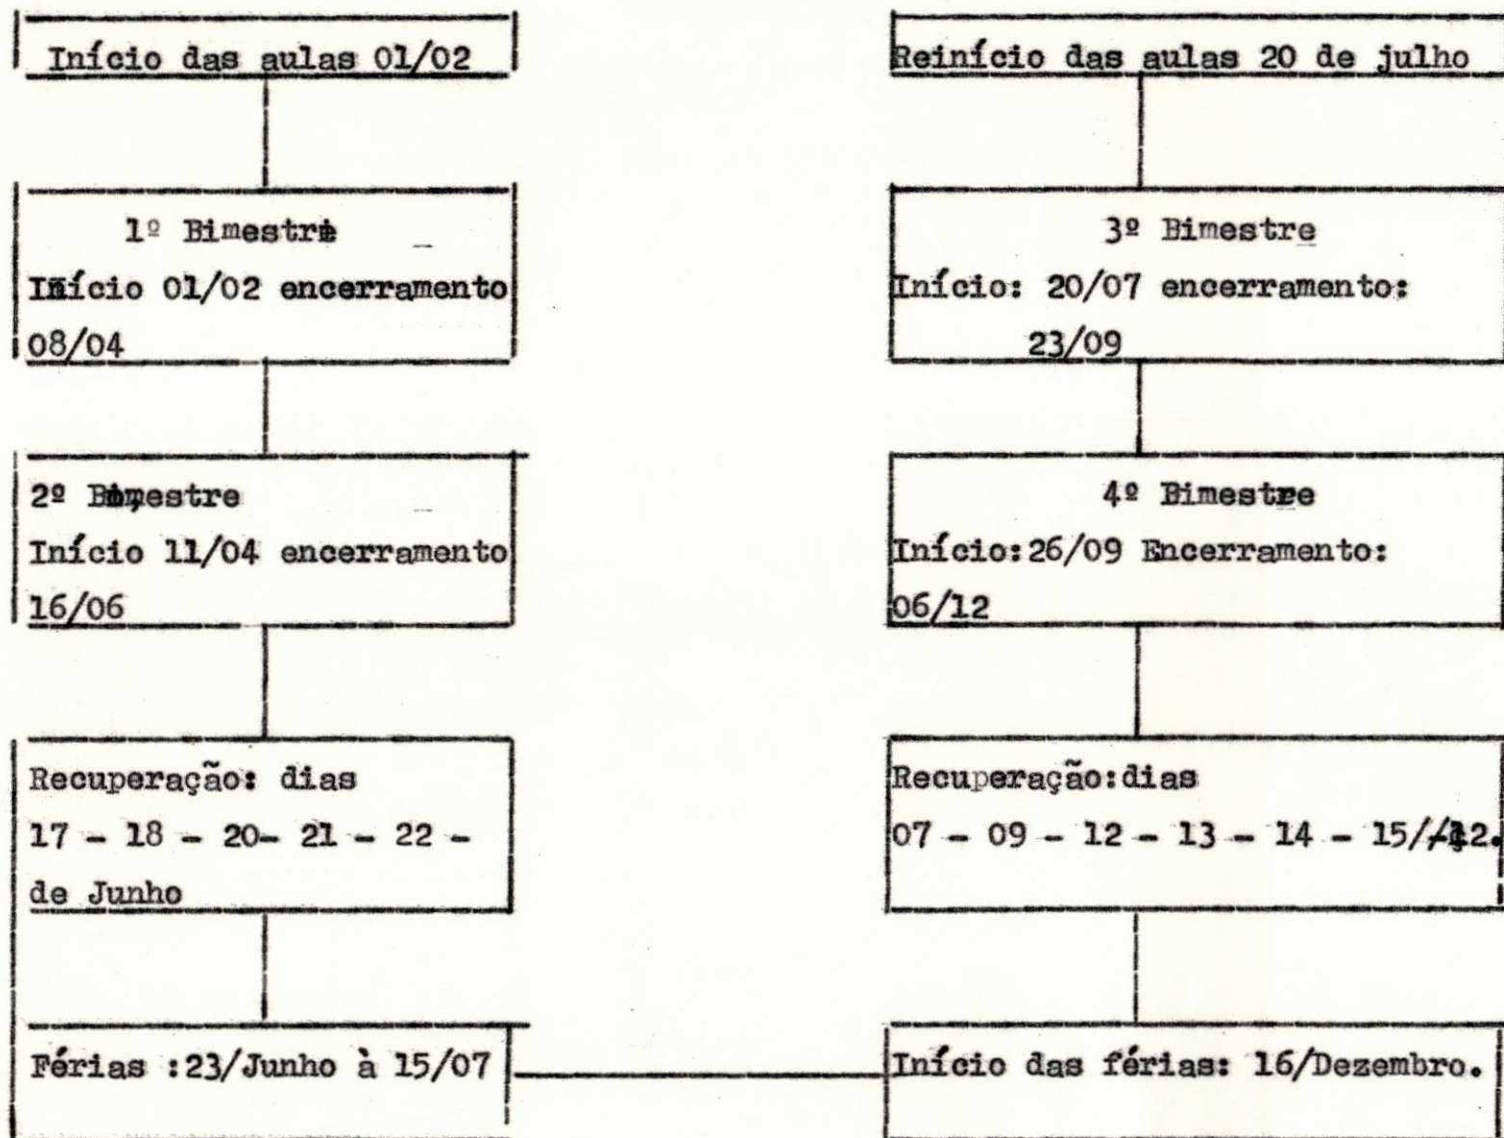 Início das aulas 01/02
1º Bimestre
Início 01/02 encerramento
08/04
2º Bimestre
Início 11/04 encerramento
16/06
Recuperação: dias
17 - 18 - 20- 21 - 22 -
de Junho
Férias :23/Junho à 15/07
Reinício das aulas 20 de julho
3º Bimestre
Início: 20/07 encerramento:
23/09
4º Bimestre
Início:26/09 Encerramento:
06/12
Recuperação:dias
07 - 09 - 12 - 13 - 14 - 15//12.
Início das férias: 16/Dezembro.